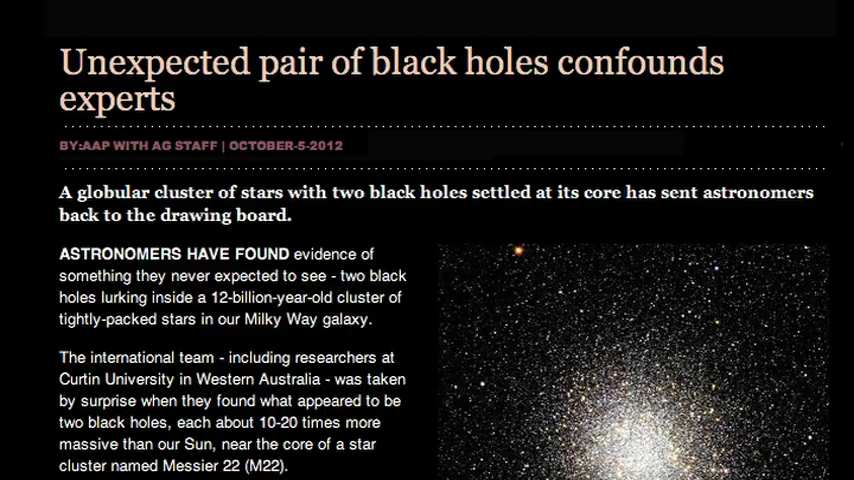 Unexpected pair of black holes confounds
experts
BY:AAP WITH AG STAFF | OCTOBER-5-2012
A globular cluster of stars with two black holes settled at its core has sent astronomers
back to the drawing board.
ASTRONOMERS HAVE FOUND evidence of
something they never expected to see - two black
holes lurking inside a 12-billion-year-old cluster of
tightly-packed stars in our Milky Way galaxy.
The international team - including researchers at
Curtin University in Western Australia - was taken
by surprise when they found what appeared to be
two black holes, each about 10-20 times more
massive than our Sun, near the core of a star
cluster named Messier 22 (M22).